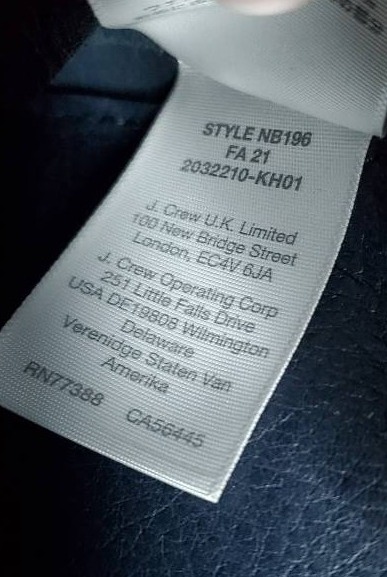 STYLE NB196
FA 21
2032210-KH01
J. Crew U.K. Limited
100 New Bridge Street
London, EC4V 6JA
J. Crew Operating Corp
251 Little Falls Drive
USA DE19808 Wilmington
Delaware
Verenidge Staten Van
Amerika
RN77388 CA56445